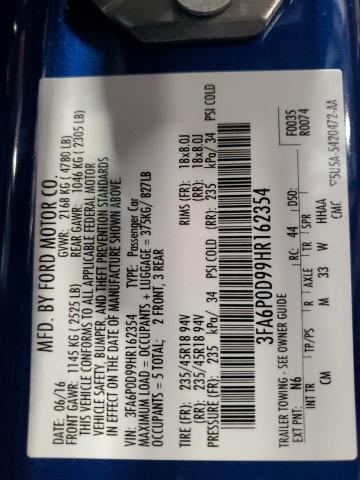 MFD. BY FORD MOTOR CO.
DATE: 06/16 GVWR: 2168 KG ( 4780 LB)
FRONT GAWR: 1145 KG ( 2525 LB) REAR GAWR: 1046 KG ( 2305 LB)
THIS VEHICLE CONFORMS TO ALL APPLICABLE FEDERAL MOTOR
VEHICLE SAFETY, BUMPER, AND THEFT PREVENTION STANDARDS
IN EFFECT ON THE DATE OF MANUFACTURE SHOWN ABOVE.
VIN: 3FA6P0D99HR162354 TYPE: Passenger Car
MAXIMUM LOAD = OCCUPANTS + LUGGAGE = 375KG/ 827LB
OCCUPANTS = 5 TOTAL; 2 FRONT, 3 REAR
TIRE (FR): 235/45R18 94V RIMS (FR): 18x8.0J
(RR): 235/45R18 94V (RR): 18x8.0J
PRESSURE (FR): 235 kPa/ 34 PSI COLD (RR): 235 kPa/ 34 PSI COLD
3FA6P0D99HR162354
F0035
TRAILER TOWING - SEE OWNER GUIDE R0074
EXT PNT: N6 RC: 44 DSO:
INT TR TP/PS R AXLE TR SPR
CM M 33 W HHAA
CMC
5U5A-5420472-AA